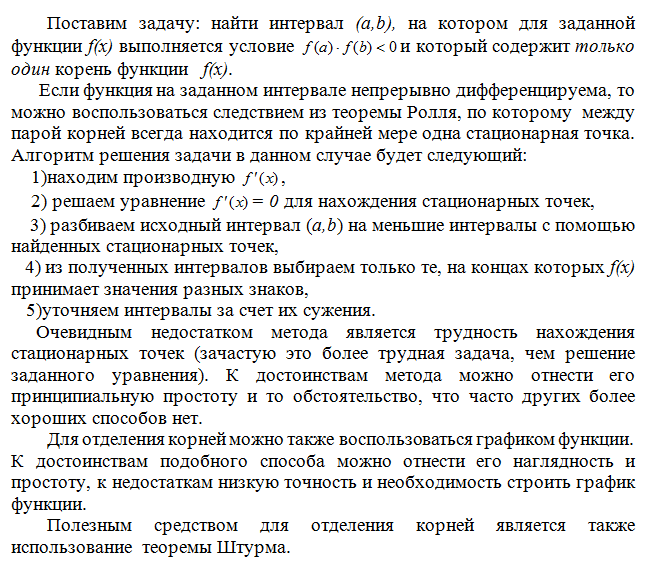 Поставим задачу: найти интервал (a,b), на котором для заданной
функции f(x) выполняется условие f(a)·f(b)<0 и который содержит только
один корень функции f(x).
Если функция на заданном интервале непрерывно дифференцируема, то
можно воспользоваться следствием из теоремы Ролля, по которому между
парой корней всегда находится по крайней мере одна стационарная точка.
Алгоритм решения задачи в данном случае будет следующий:
1)находим производную f'(x),
2) решаем уравнение f'(x) = 0 для нахождения стационарных точек,
3) разбиваем исходный интервал (a,b) на меньшие интервалы с помощью
найденных стационарных точек,
4) из полученных интервалов выбираем только те, на концах которых f(x)
принимает значения разных знаков,
5)уточняем интервалы за счет их сужения.
Очевидным недостатком метода является трудность нахождения
стационарных точек (зачастую это более трудная задача, чем решение
заданного уравнения). К достоинствам метода можно отнести его
принципиальную простоту и то обстоятельство, что часто других более
хороших способов нет.
Для отделения корней можно также воспользоваться графиком функции.
К достоинствам подобного способа можно отнести его наглядность и
простоту, к недостаткам низкую точность и необходимость строить график
функции.
Полезным средством для отделения корней является также
использование теоремы Штурма.